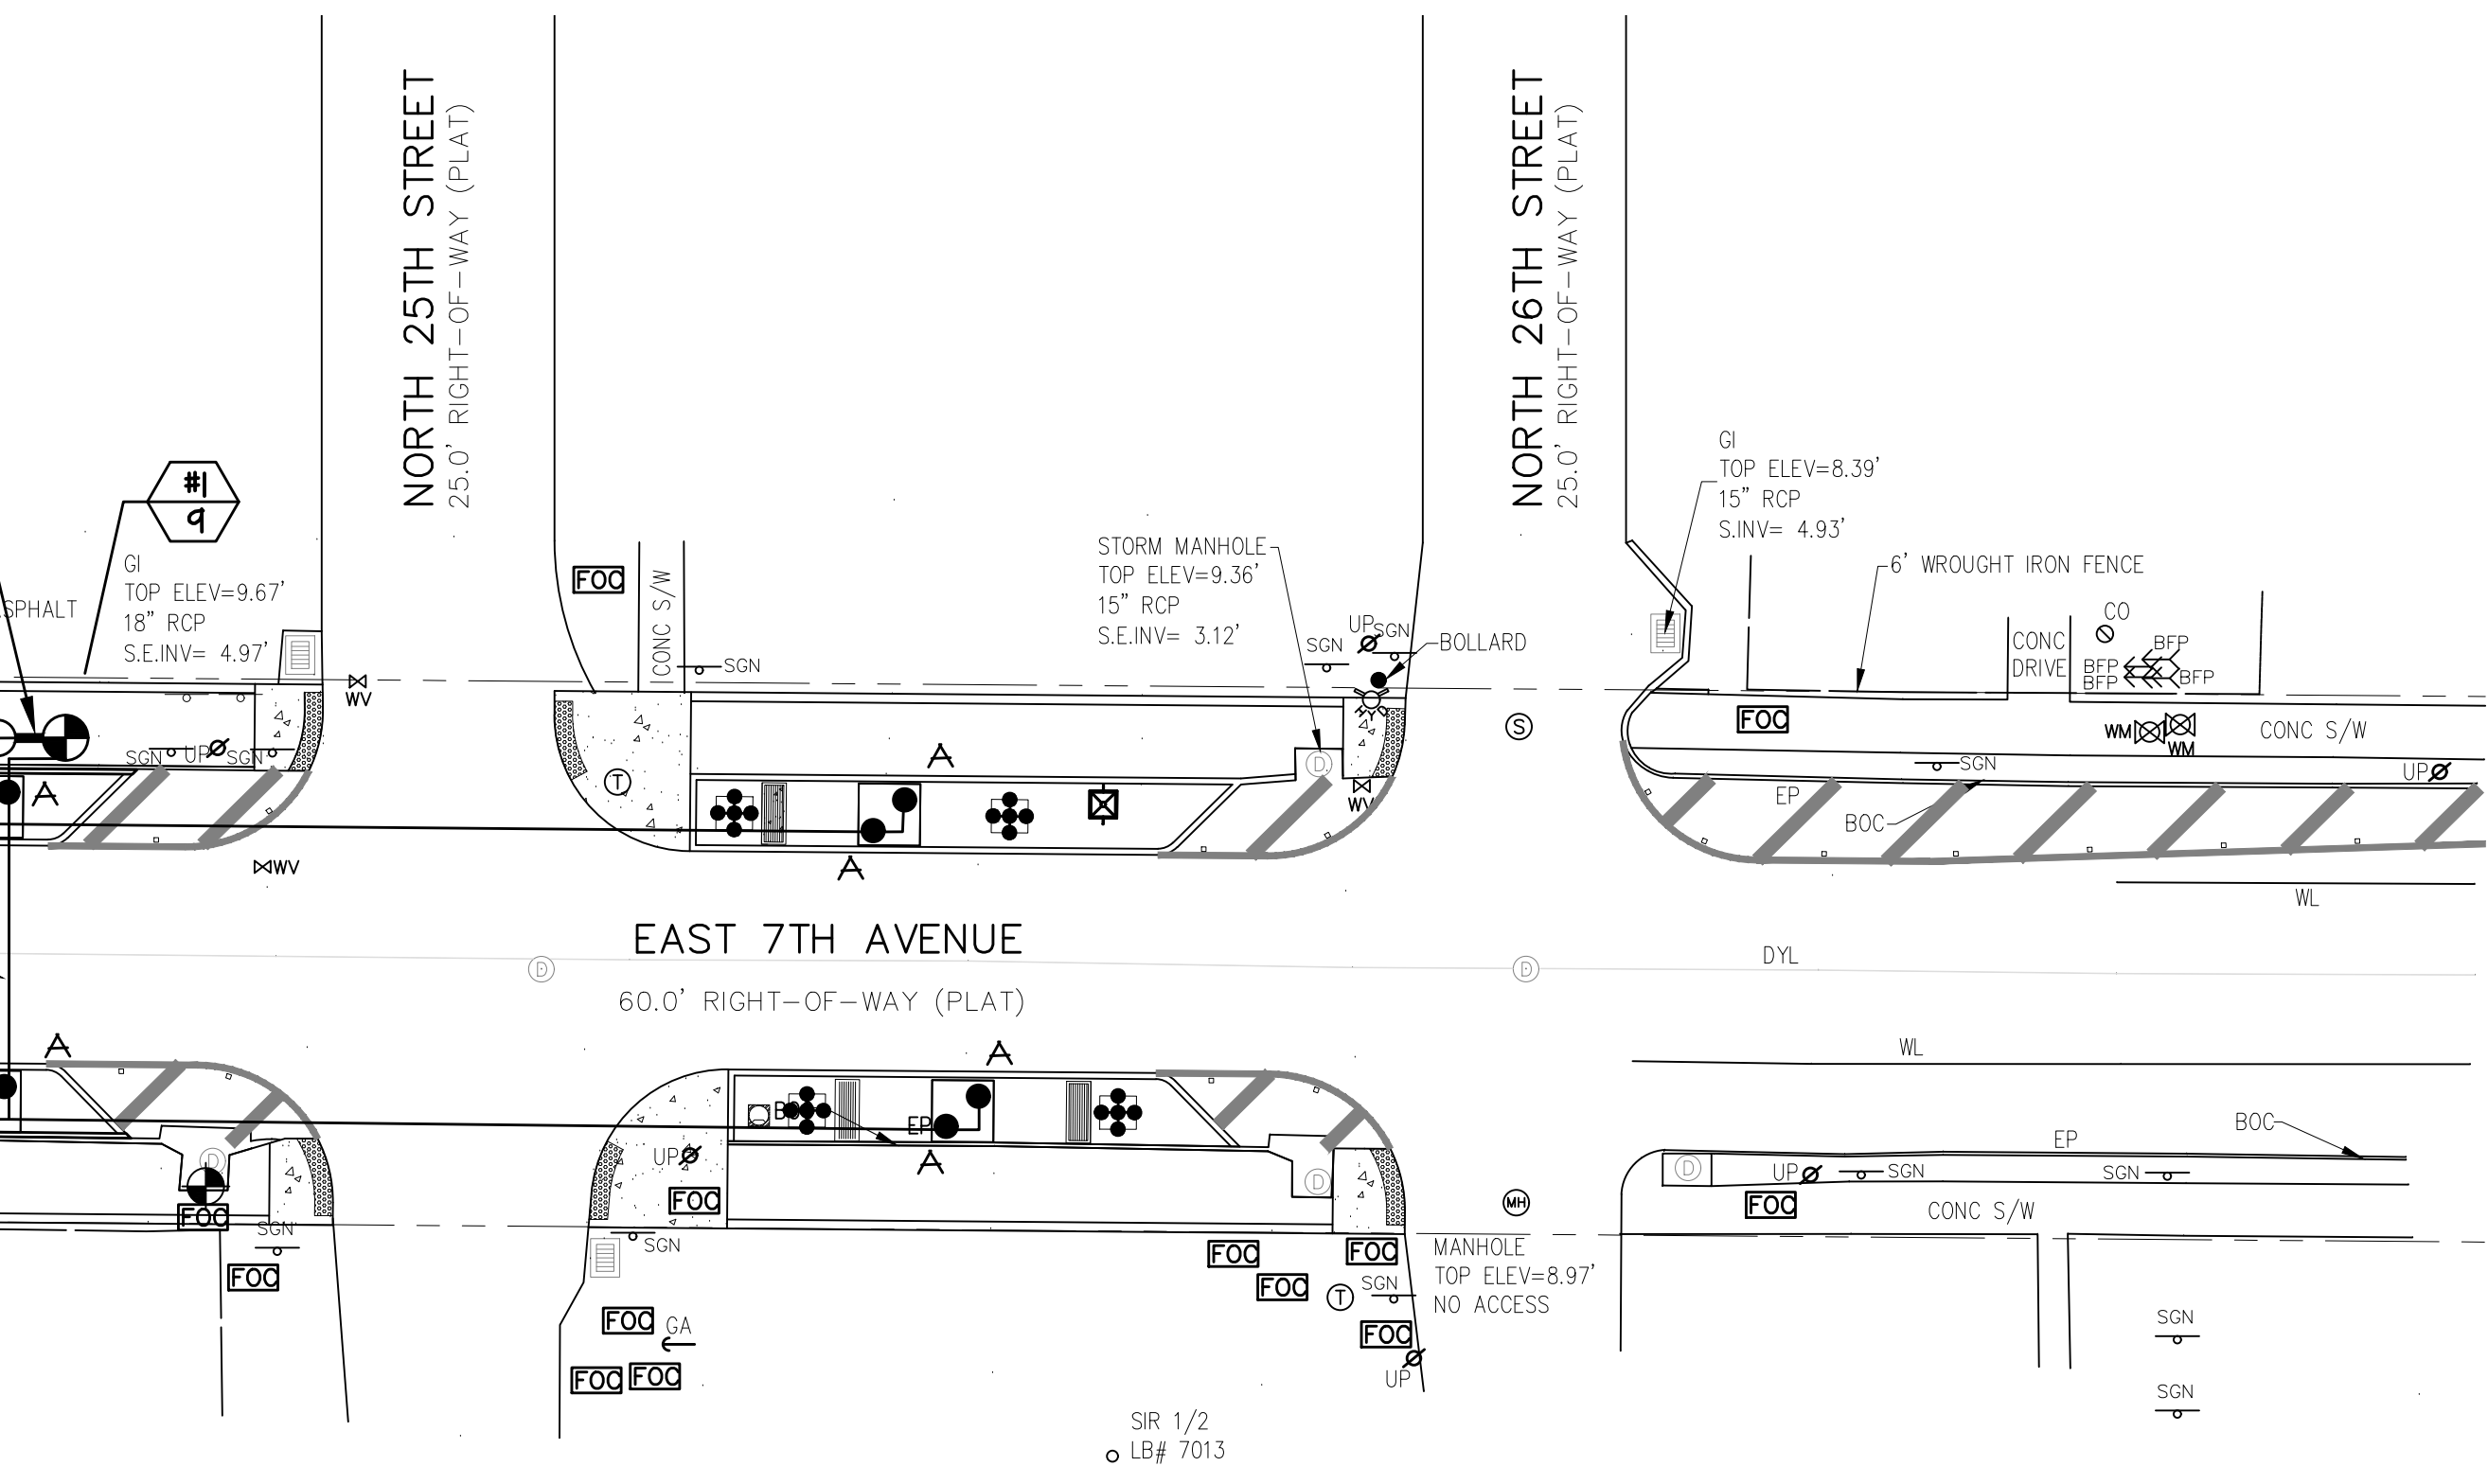 NORTH 25TH STREET
25.0' RIGHT-OF-WAY (PLAT)
NORTH 26TH STREET
25.0' RIGHT-OF-WAY (PLAT)
#1
9
GI
TOP ELEV=9.67'
18" RCP
S.E.INV= 4.97'
SPHALT
FOC
CONC S/W
SGN
WV
STORM MANHOLE
TOP ELEV=9.36'
15" RCP
S.E.INV= 3.12'
SGN
UP
SGN
BOLLARD
HYD
GI
TOP ELEV=8.39'
15" RCP
S.INV= 4.93'
6' WROUGHT IRON FENCE
CONC
DRIVE
CO
BFP
BFP
BFP
BFP
FOC
S
WM
WM
CONC S/W
SGN
UP
SGN
A
T
A
D
WV
SGN
UP
EP
BOC
A
WV
WL
EAST 7TH AVENUE
DYL
D
D
60.0' RIGHT-OF-WAY (PLAT)
A
A
WL
EP
BOC
EP
A
D
UP
D
D
UP
SGN
SGN
FOC
FOC
MH
FOC
CONC S/W
SGN
SGN
FOC
FOC
FOC
MANHOLE
TOP ELEV=8.97'
NO ACCESS
FOC
T
SGN
FOC
GA
FOC
SGN
FOC
FOC
UP
SGN
SIR 1/2
LB# 7013